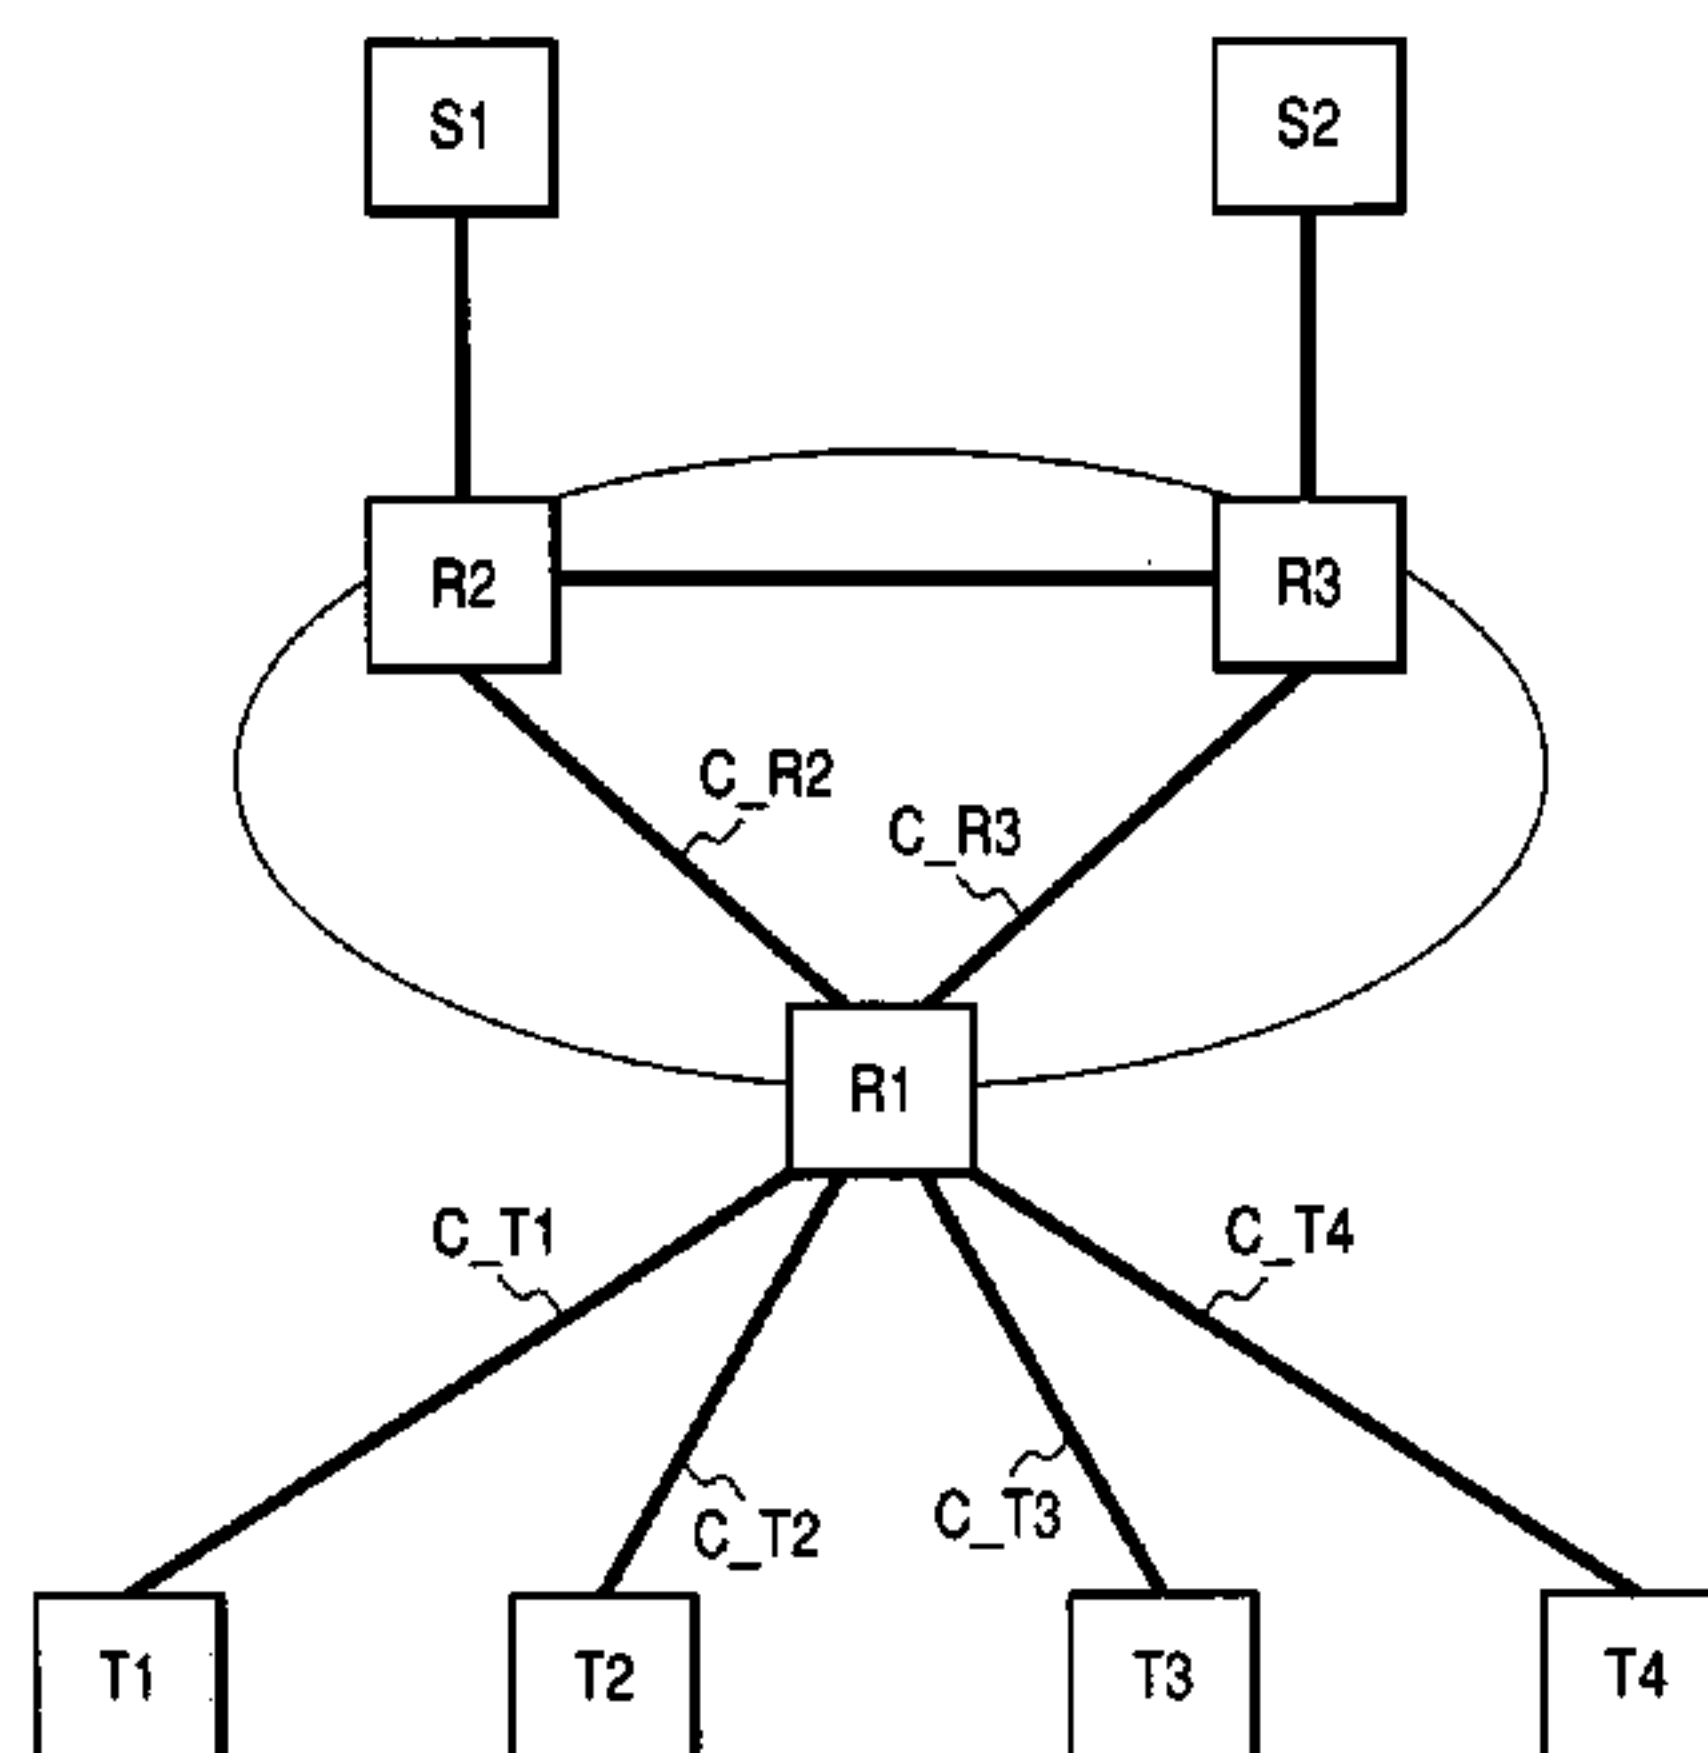 S1
S2
R2
R3
C_R2
C_R3
R1
C_T1
C_T4
C_T2
C_T3
T1
T2
T3
T4